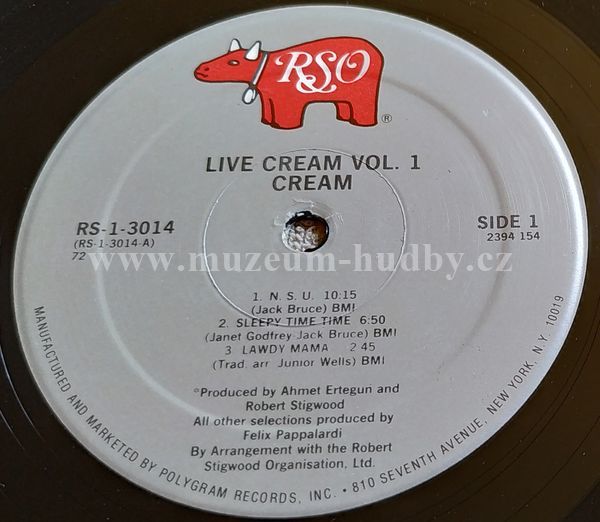 RSO
®
LIVE CREAM VOL. 1
CREAM
RS-1-3014
(RS-1-3014-A)
72
SIDE 1
2394 154
www.muzeum-hudby.cz
1. N. S. U. 10:15
(Jack Bruce) BMI
2. SLEEPY TIME TIME 6:50
(Janet Godfrey-Jack Bruce) BMI
3 LAWDY MAMA 2 45
(Trad. arr Junior Wells) BMI
*Produced by Ahmet Ertegun and
Robert Stigwood
All other selections produced by
Felix Pappalardi
By Arrangement with the Robert
Stigwood Organisation, Ltd.
MANUFACTURED AND MARKETED BY POLYGRAM RECORDS, INC. • 810 SEVENTH AVENUE, NEW YORK, N.Y. 10019